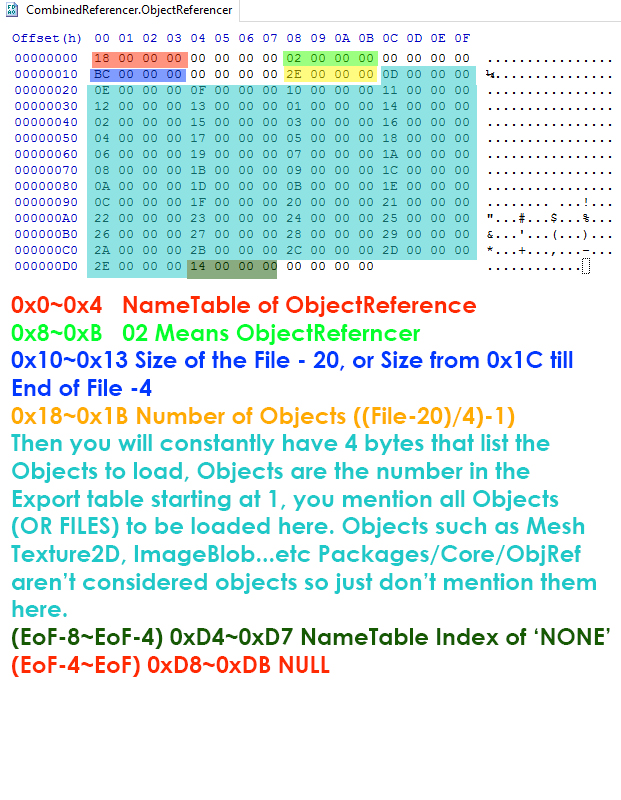 CombinedReferencer.ObjectReferencer
Offset(h) 00 01 02 03 04 05 06 07 08 09 0A 0B 0C 0D 0E 0F
00000000 18 00 00 00 00 00 00 00 02 00 00 00 00 00 00 00 ................
00000010 BC 00 00 00 00 00 00 00 2E 00 00 00 0D 00 00 00 ¼...............
00000020 0E 00 00 00 0F 00 00 00 10 00 00 00 11 00 00 00 ................
00000030 12 00 00 00 13 00 00 00 01 00 00 00 14 00 00 00 ................
00000040 02 00 00 00 15 00 00 00 03 00 00 00 16 00 00 00 ................
00000050 04 00 00 00 17 00 00 00 05 00 00 00 18 00 00 00 ................
00000060 06 00 00 00 19 00 00 00 07 00 00 00 1A 00 00 00 ................
00000070 08 00 00 00 1B 00 00 00 09 00 00 00 1C 00 00 00 ................
00000080 0A 00 00 00 1D 00 00 00 0B 00 00 00 1E 00 00 00 ................
00000090 0C 00 00 00 1F 00 00 00 20 00 00 00 21 00 00 00 ........ ...!...
000000A0 22 00 00 00 23 00 00 00 24 00 00 00 25 00 00 00 "...#...$...%...
000000B0 26 00 00 00 27 00 00 00 28 00 00 00 29 00 00 00 &...'...(...)...
000000C0 2A 00 00 00 2B 00 00 00 2C 00 00 00 2D 00 00 00 *...+...,...-...
000000D0 2E 00 00 00 14 00 00 00 00 00 00 00 ............
0x0~0x4 NameTable of ObjectReference
0x8~0xB 02 Means ObjectReferncer
0x10~0x13 Size of the File - 20, or Size from 0x1C till
End of File -4
0x18~0x1B Number of Objects ((File-20)/4)-1)
Then you will constantly have 4 bytes that list the
Objects to load, Objects are the number in the
Export table starting at 1, you mention all Objects
(OR FILES) to be loaded here. Objects such as Mesh
Texture2D, ImageBlob...etc Packages/Core/ObjRef
aren't considered objects so just don't mention them
here.
(EoF-8~EoF-4) 0xD4~0xD7 NameTable Index of 'NONE'
(EoF-4~EoF) 0xD8~0xDB NULL